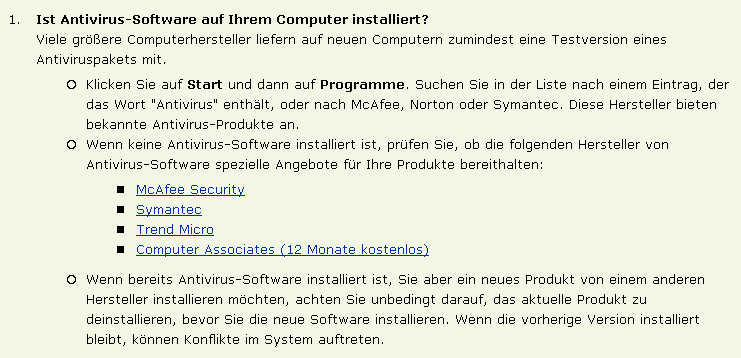 1. Ist Antivirus-Software auf Ihrem Computer installiert?
Viele größere Computerhersteller liefern auf neuen Computern zumindest eine Testversion eines
Antiviruspakets mit.
Klicken Sie auf Start und dann auf Programme. Suchen Sie in der Liste nach einem Eintrag, der
das Wort "Antivirus" enthält, oder nach McAfee, Norton oder Symantec. Diese Hersteller bieten
bekannte Antivirus-Produkte an.
Wenn keine Antivirus-Software installiert ist, prüfen Sie, ob die folgenden Hersteller von
Antivirus-Software spezielle Angebote für Ihre Produkte bereithalten:
McAfee Security
Symantec
Trend Micro
Computer Associates (12 Monate kostenlos)
Wenn bereits Antivirus-Software installiert ist, Sie aber ein neues Produkt von einem anderen
Hersteller installieren möchten, achten Sie unbedingt darauf, das aktuelle Produkt zu
deinstallieren, bevor Sie die neue Software installieren. Wenn die vorherige Version installiert
bleibt, können Konflikte im System auftreten.